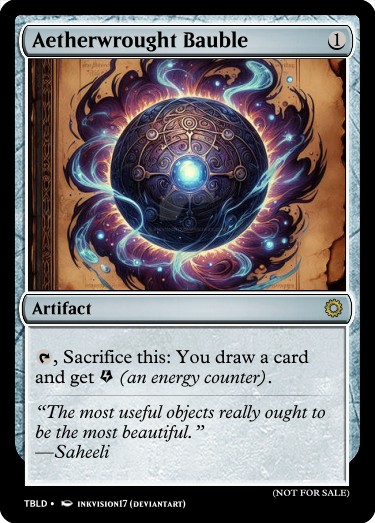 Aetherwrought Bauble 1
Artifact
, Sacrifice this: You draw a card
and get (an energy counter).
“The most useful objects really ought to
be the most beautiful.”
—Saheeli
(NOT FOR SALE)
TBLD • INKVISION17 (DEVIANTART)